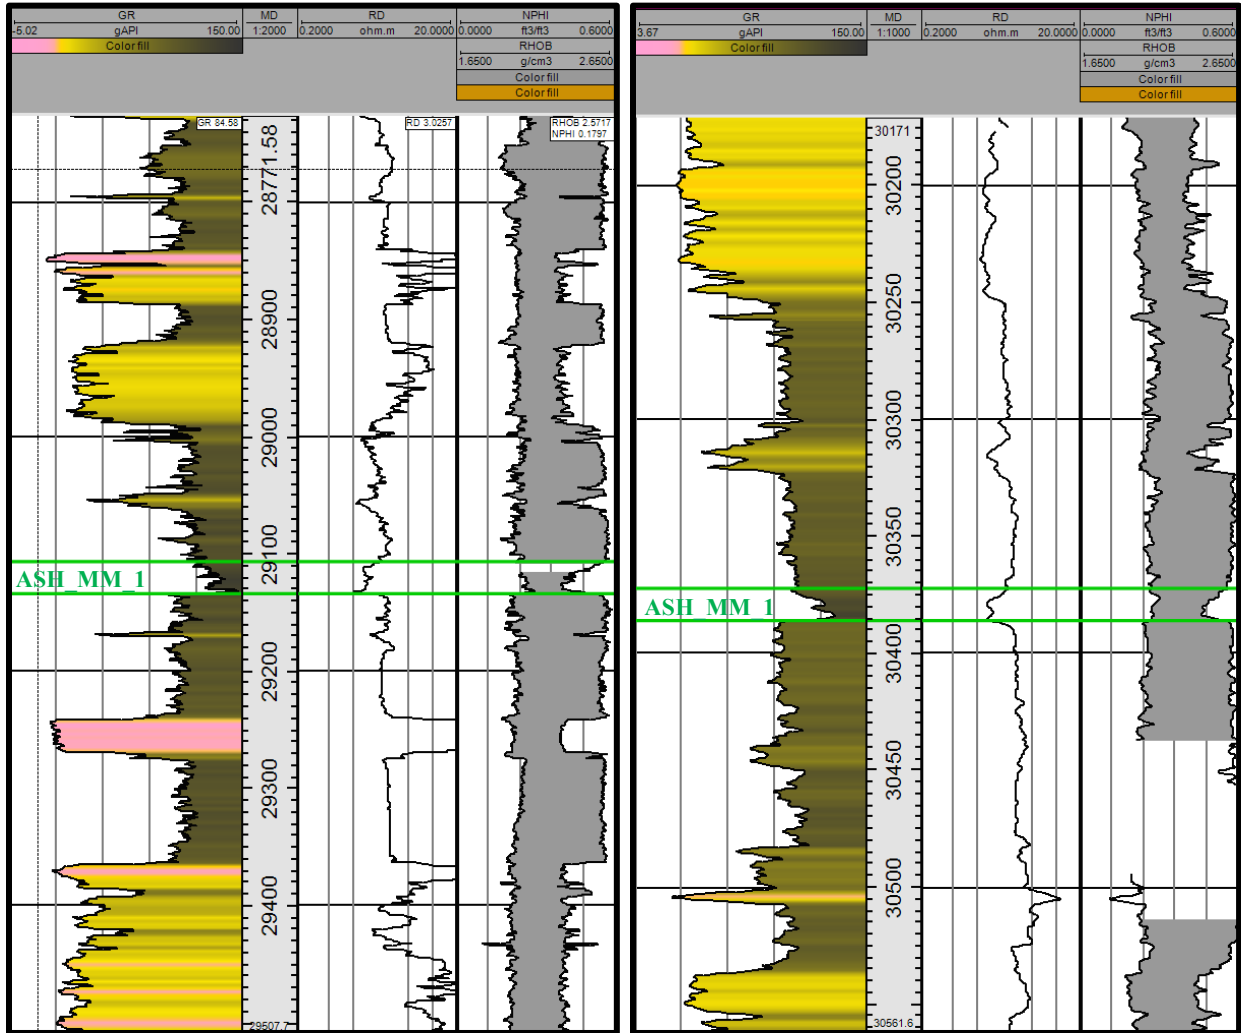 GR MD RD NPHI
-5.02 gAPI 150.00 1:2000 0.2000 ohm.m 20.0000 0.0000 ft3/ft3 0.6000
Color fill RHOB
1.6500 g/cm3 2.6500
Color fill
Color fill
GR 84.58 RD 3.0257 RHOB 2.5717
NPHI 0.1797
28771.58
28900
29000
29100
ASH_MM_1
29200
29300
29400
29507.7
GR MD RD NPHI
3.67 gAPI 150.00 1:1000 0.2000 ohm.m 20.0000 0.0000 ft3/ft3 0.6000
Color fill RHOB
1.6500 g/cm3 2.6500
Color fill
Color fill
30171
30200
30250
30300
30350
ASH_MM_1
30400
30450
30500
30561.6